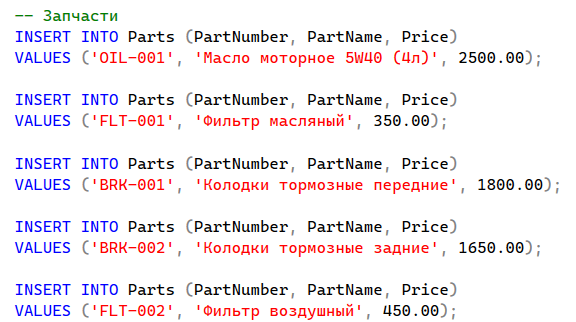 -- Запчасти
INSERT INTO Parts (PartNumber, PartName, Price)
VALUES ('OIL-001', 'Масло моторное 5W40 (4л)', 2500.00);
INSERT INTO Parts (PartNumber, PartName, Price)
VALUES ('FLT-001', 'Фильтр масляный', 350.00);
INSERT INTO Parts (PartNumber, PartName, Price)
VALUES ('BRK-001', 'Колодки тормозные передние', 1800.00);
INSERT INTO Parts (PartNumber, PartName, Price)
VALUES ('BRK-002', 'Колодки тормозные задние', 1650.00);
INSERT INTO Parts (PartNumber, PartName, Price)
VALUES ('FLT-002', 'Фильтр воздушный', 450.00);